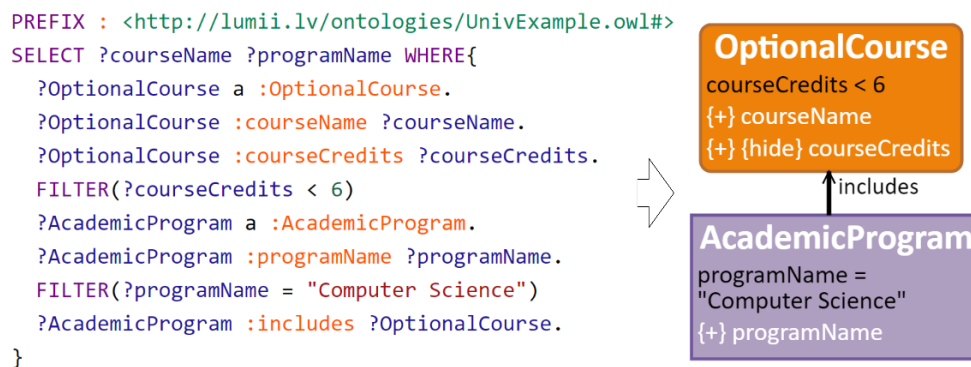 PREFIX : <http://lumii.lv/ontologies/UnivExample.owl#>
SELECT ?courseName ?programName WHERE{
?OptionalCourse a :OptionalCourse.
?OptionalCourse :courseName ?courseName.
?OptionalCourse :courseCredits ?courseCredits.
FILTER(?courseCredits < 6)
?AcademicProgram a :AcademicProgram.
?AcademicProgram :programName ?programName.
FILTER(?programName = "Computer Science")
?AcademicProgram :includes ?OptionalCourse.
}
OptionalCourse
courseCredits < 6
{+} courseName
{+} {hide} courseCredits
includes
AcademicProgram
programName =
"Computer Science"
{+} programName